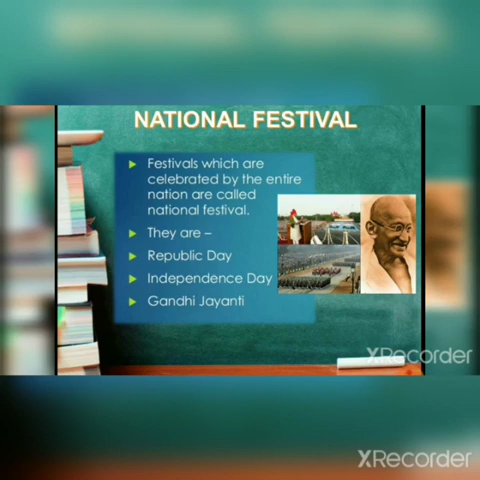 NATIONAL FESTIVAL
Festivals which are
celebrated by the entire
nation are called
national festival.
They are –
Republic Day
Independence Day
Gandhi Jayanti
XRecorder
XRecorder